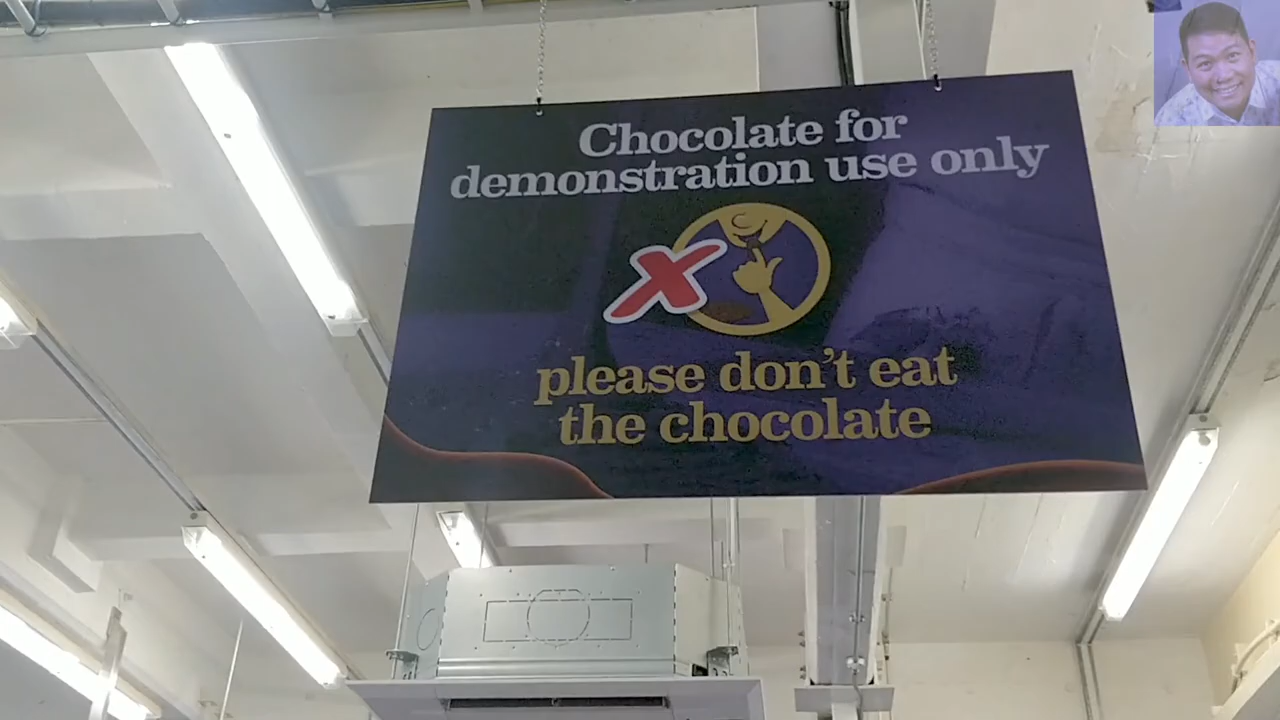 Chocolate for
demonstration use only
please don't eat
the chocolate